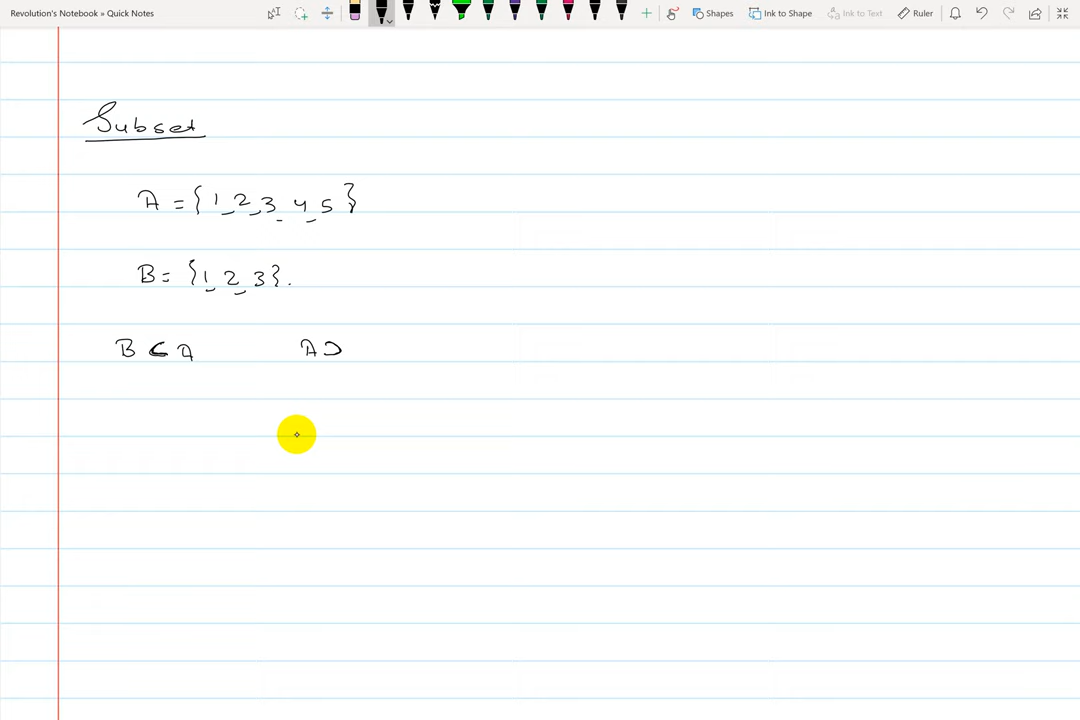 Revolution's Notebook » Quick Notes Shapes Ink to Shape Ink to Text Ruler
Subset
A = { 1, 2, 3, 4, 5 }
B = { 1, 2, 3 }.
B ⊂ A A ⊃